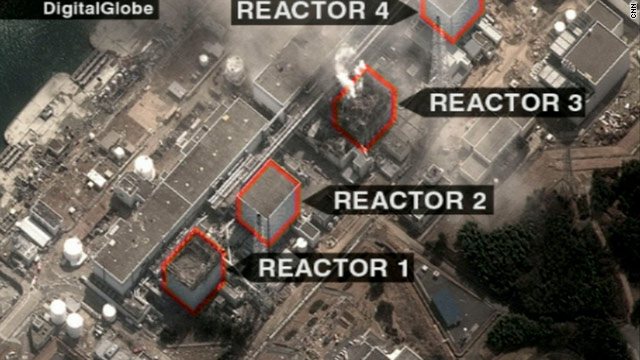 DigitalGlobe
REACTOR 4
REACTOR 3
REACTOR 2
REACTOR 1
CNN